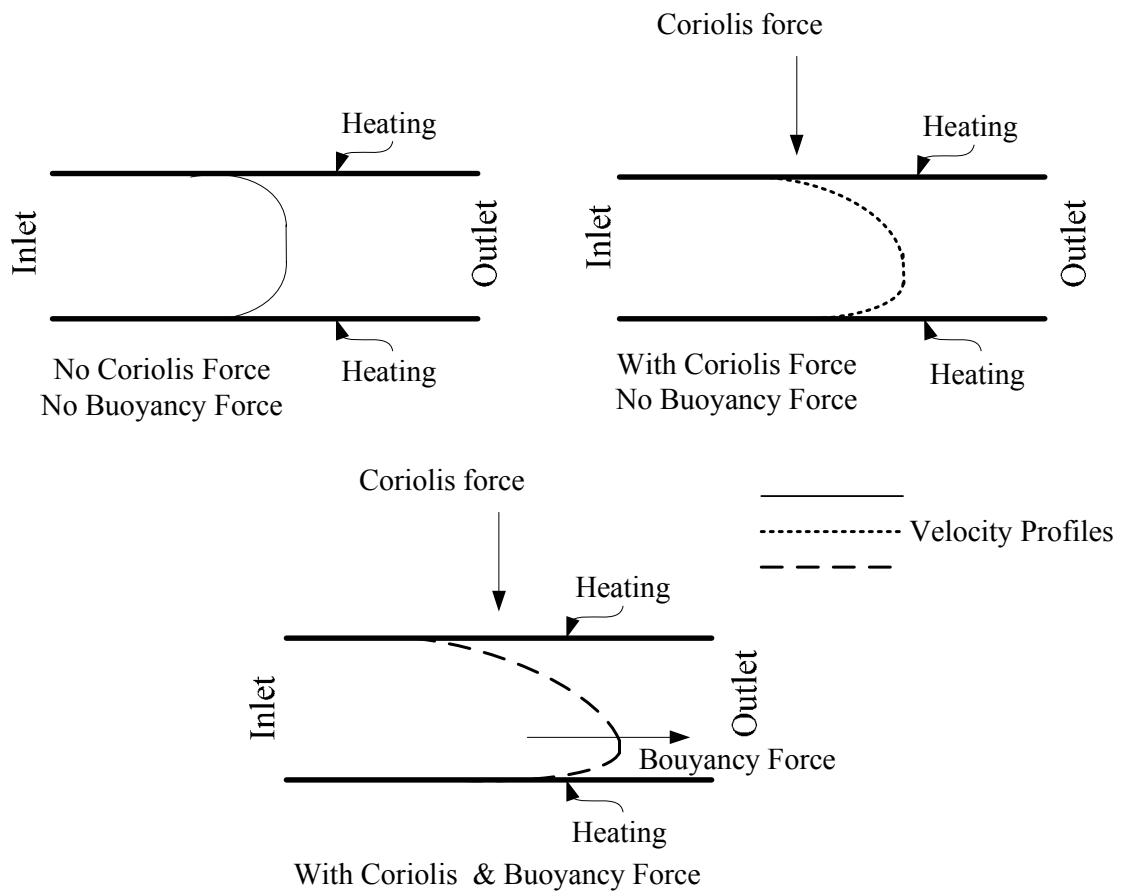 Coriolis force
Heating
Heating
Inlet
Outlet
Inlet
Outlet
Heating
Heating
No Coriolis Force
No Buoyancy Force
With Coriolis Force
No Buoyancy Force
Coriolis force
Velocity Profiles
Heating
Inlet
Outlet
Bouyancy Force
Heating
With Coriolis & Buoyancy Force